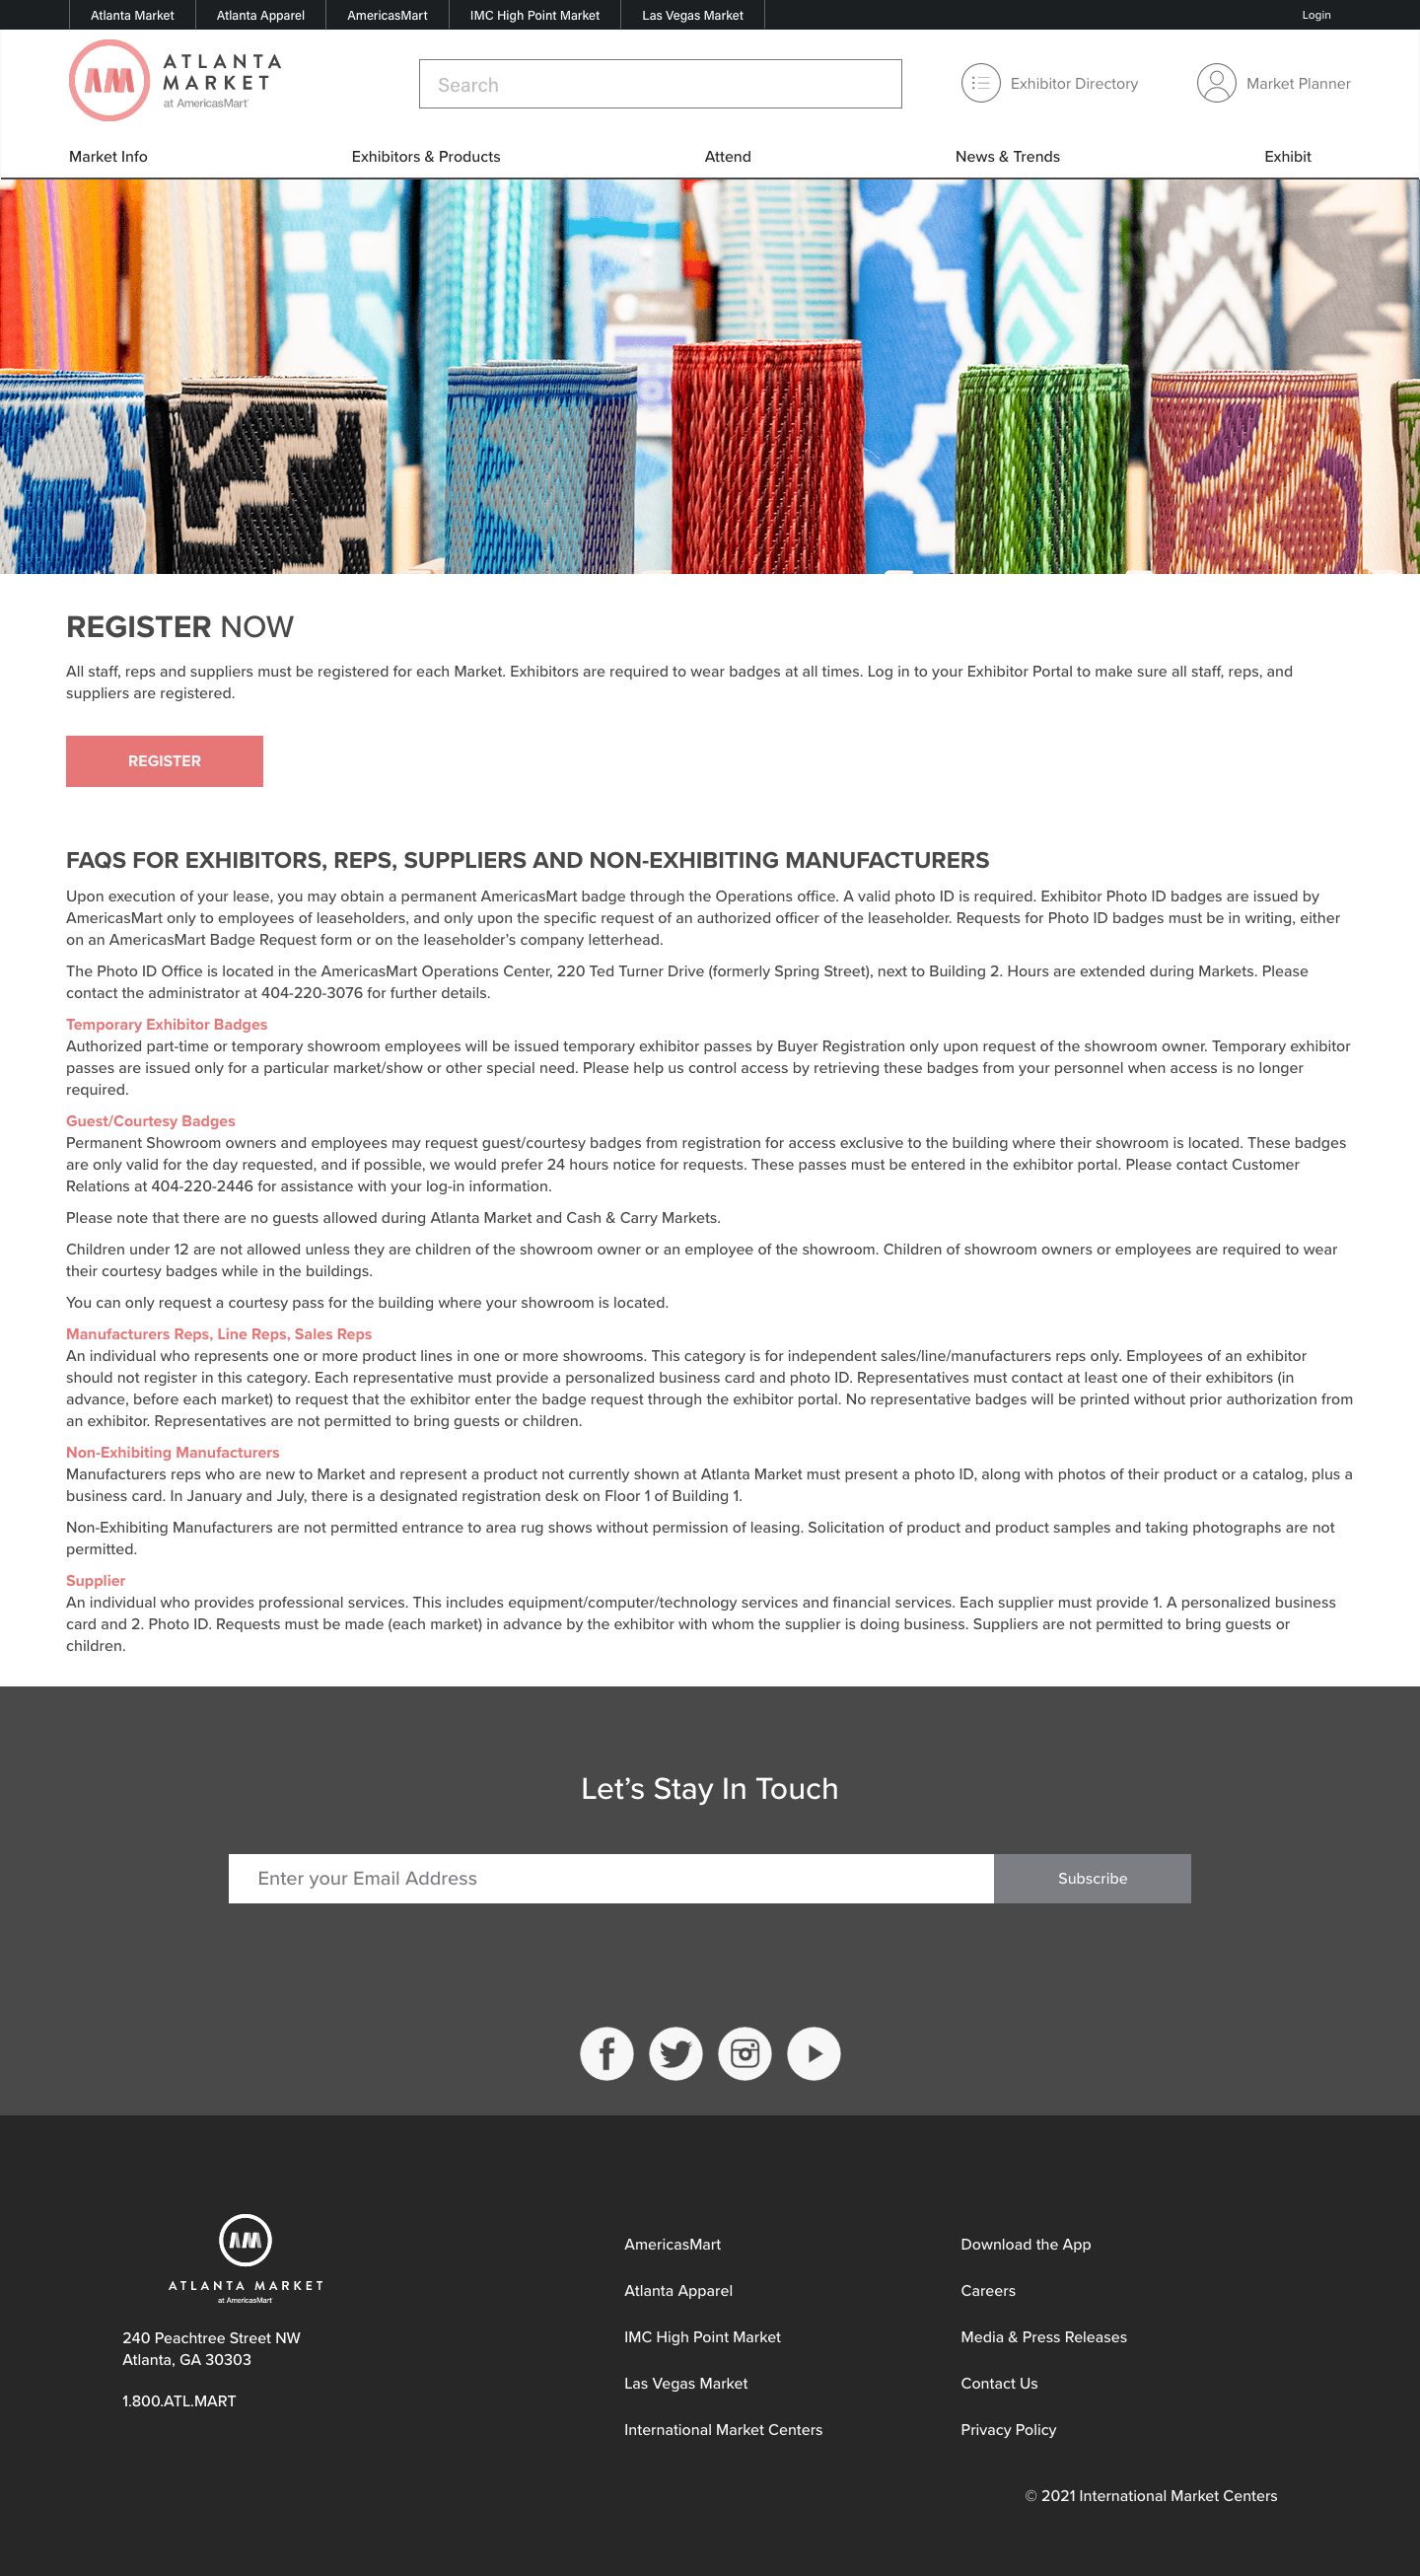 Atlanta Market
Atlanta Apparel
AmericasMart
IMC High Point Market
Las Vegas Market
Login
AM
ATLANTA
MARKET
at AmericasMart
Search
Exhibitor Directory
Market Planner
Market Info
Exhibitors & Products
Attend
News & Trends
Exhibit
REGISTER NOW
All staff, reps and suppliers must be registered for each Market. Exhibitors are required to wear badges at all times. Log in to your Exhibitor Portal to make sure all staff, reps, and
suppliers are registered.
REGISTER
FAQS FOR EXHIBITORS, REPS, SUPPLIERS AND NON-EXHIBITING MANUFACTURERS
Upon execution of your lease, you may obtain a permanent AmericasMart badge through the Operations office. A valid photo ID is required. Exhibitor Photo ID badges are issued by
AmericasMart only to employees of leaseholders, and only upon the specific request of an authorized officer of the leaseholder. Requests for Photo ID badges must be in writing, either
on an AmericasMart Badge Request form or on the leaseholder’s company letterhead.
The Photo ID Office is located in the AmericasMart Operations Center, 220 Ted Turner Drive (formerly Spring Street), next to Building 2. Hours are extended during Markets. Please
contact the administrator at 404-220-3076 for further details.
Temporary Exhibitor Badges
Authorized part-time or temporary showroom employees will be issued temporary exhibitor passes by Buyer Registration only upon request of the showroom owner. Temporary exhibitor
passes are issued only for a particular market/show or other special need. Please help us control access by retrieving these badges from your personnel when access is no longer
required.
Guest/Courtesy Badges
Permanent Showroom owners and employees may request guest/courtesy badges from registration for access exclusive to the building where their showroom is located. These badges
are only valid for the day requested, and if possible, we would prefer 24 hours notice for requests. These passes must be entered in the exhibitor portal. Please contact Customer
Relations at 404-220-2446 for assistance with your log-in information.
Please note that there are no guests allowed during Atlanta Market and Cash & Carry Markets.
Children under 12 are not allowed unless they are children of the showroom owner or an employee of the showroom. Children of showroom owners or employees are required to wear
their courtesy badges while in the buildings.
You can only request a courtesy pass for the building where your showroom is located.
Manufacturers Reps, Line Reps, Sales Reps
An individual who represents one or more product lines in one or more showrooms. This category is for independent sales/line/manufacturers reps only. Employees of an exhibitor
should not register in this category. Each representative must provide a personalized business card and photo ID. Representatives must contact at least one of their exhibitors (in
advance, before each market) to request that the exhibitor enter the badge request through the exhibitor portal. No representative badges will be printed without prior authorization from
an exhibitor. Representatives are not permitted to bring guests or children.
Non-Exhibiting Manufacturers
Manufacturers reps who are new to Market and represent a product not currently shown at Atlanta Market must present a photo ID, along with photos of their product or a catalog, plus a
business card. In January and July, there is a designated registration desk on Floor 1 of Building 1.
Non-Exhibiting Manufacturers are not permitted entrance to area rug shows without permission of leasing. Solicitation of product and product samples and taking photographs are not
permitted.
Supplier
An individual who provides professional services. This includes equipment/computer/technology services and financial services. Each supplier must provide 1. A personalized business
card and 2. Photo ID. Requests must be made (each market) in advance by the exhibitor with whom the supplier is doing business. Suppliers are not permitted to bring guests or
children.
Let’s Stay In Touch
Enter your Email Address
Subscribe
AM
ATLANTA MARKET
at AmericasMart
240 Peachtree Street NW
Atlanta, GA 30303
1.800.ATL.MART
AmericasMart
Atlanta Apparel
IMC High Point Market
Las Vegas Market
International Market Centers
Download the App
Careers
Media & Press Releases
Contact Us
Privacy Policy
© 2021 International Market Centers